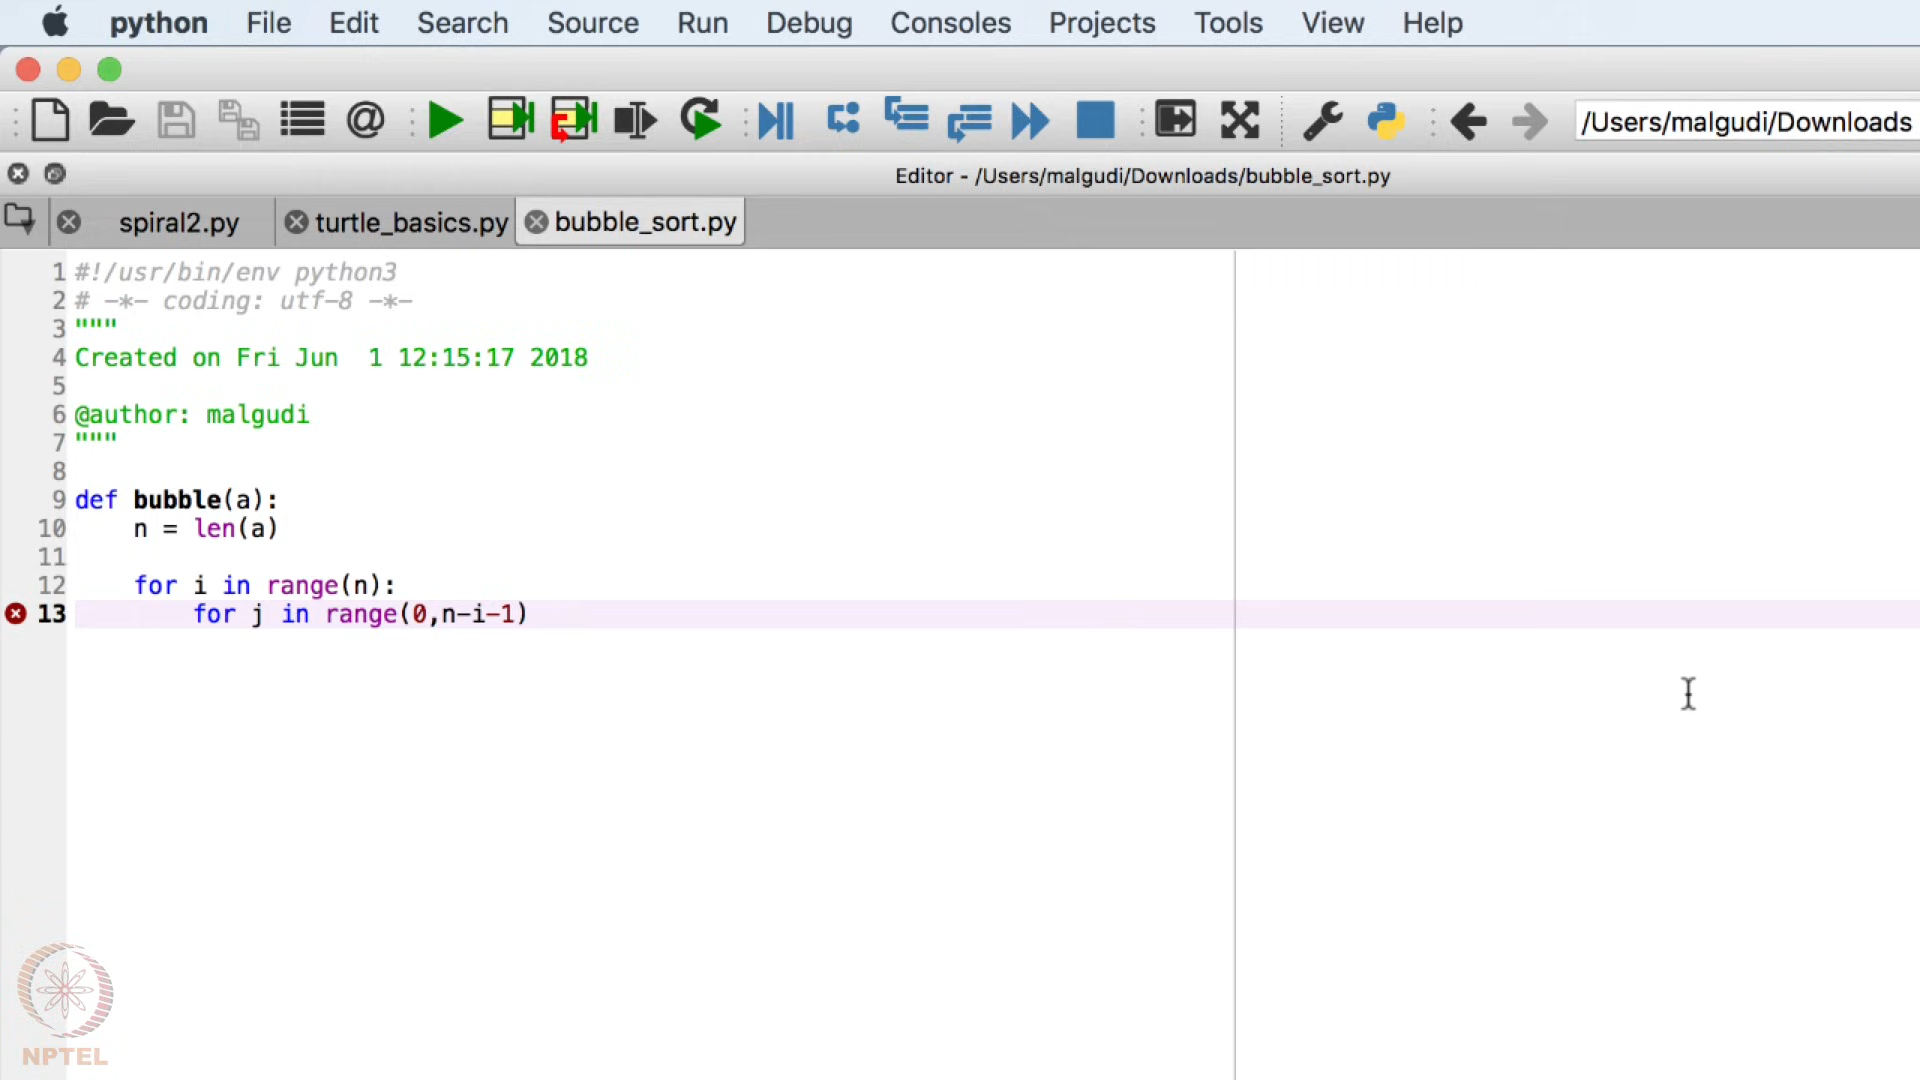 python File Edit Search Source Run Debug Consoles Projects Tools View Help
/Users/malgudi/Downloads
Editor - /Users/malgudi/Downloads/bubble_sort.py
spiral2.py turtle_basics.py bubble_sort.py
1 #!/usr/bin/env python3
2 # -*- coding: utf-8 -*-
3 """
4 Created on Fri Jun  1 12:15:17 2018
5
6 @author: malgudi
7 """
8
9 def bubble(a):
10     n = len(a)
11
12     for i in range(n):
13         for j in range(0,n-i-1)
NPTEL